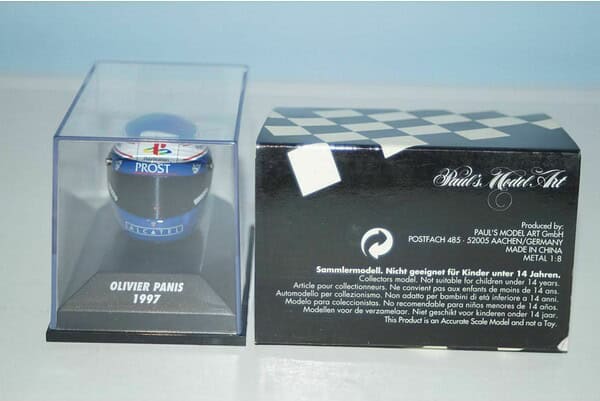 PROST
ALCATEL
OLIVIER PANIS
1997
Paul's Model Art
Produced by:
PAUL'S MODEL ART GmbH
POSTFACH 485 · 52005 AACHEN/GERMANY
MADE IN CHINA
METAL 1:8
Sammlermodell. Nicht geeignet für Kinder unter 14 Jahren.
Collectors model. Not suitable for children under 14 years.
Article pour collectionneurs. Ne convient pas aux enfants de moins de 14 ans.
Automodello per collezionismo. Non adatto per bambini di età inferiore a 14 anni.
Modelo para coleccionistas. No recomendable para niños menores de 14 años.
Modellen voor de verzamelaar. Niet geschikt voor kinderen onder 14 jaar.
This Product is an Accurate Scale Model and not a Toy.